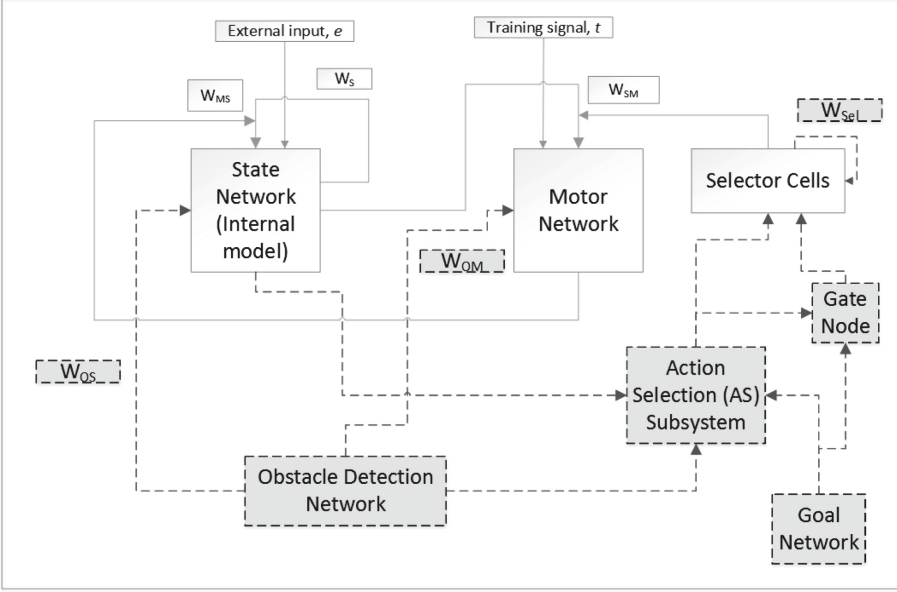 External input, e
Training signal, t
W_S
W_MS
W_SM
W_Sel
State
Network
(Internal
model)
Motor
Network
Selector Cells
W_OM
Gate
Node
W_OS
Action
Selection (AS)
Subsystem
Obstacle Detection
Network
Goal
Network